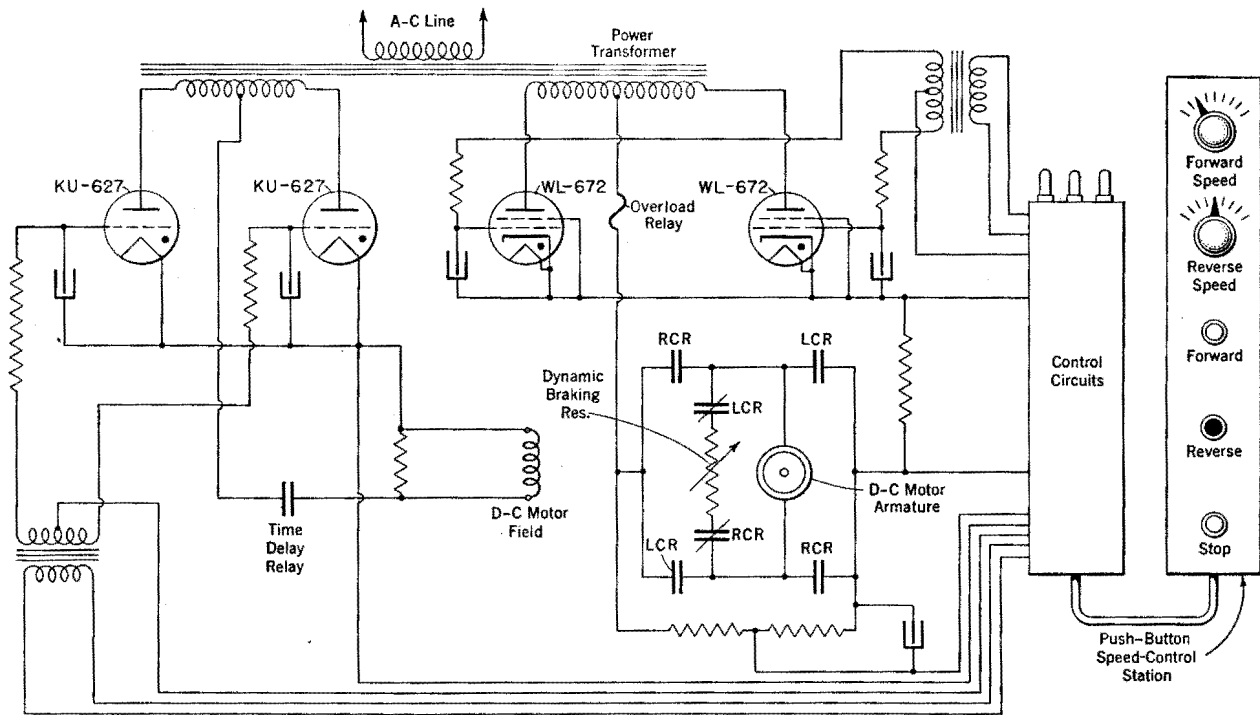 A-C Line
Power
Transformer
KU-627
KU-627
WL-672
WL-672
Overload
Relay
Forward
Speed
Reverse
Speed
Forward
Reverse
Stop
Control
Circuits
RCR
LCR
Dynamic
Braking
Res.
LCR
D-C Motor
Armature
RCR
LCR
RCR
D-C Motor
Field
Time
Delay
Relay
Push-Button
Speed-Control
Station